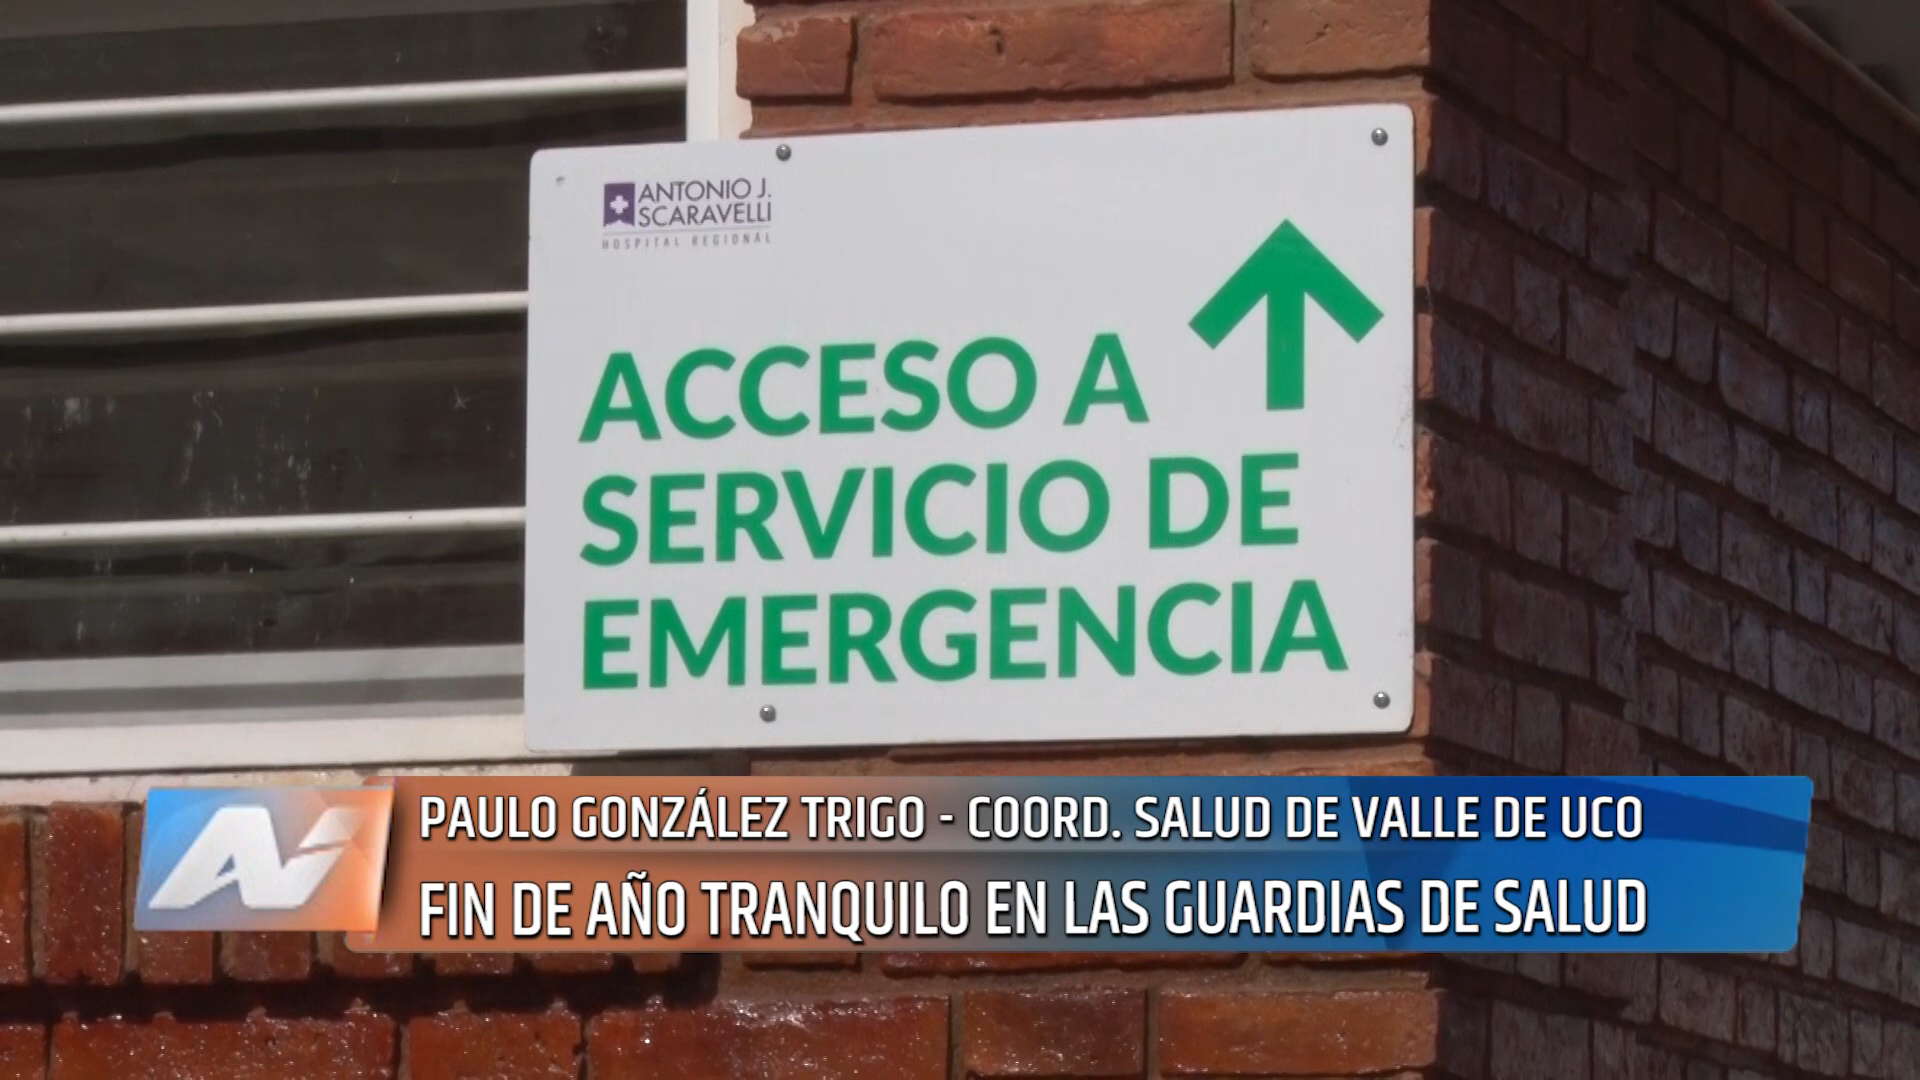 ANTONIO J.
SCARAVELLI
HOSPITAL REGIONAL
ACCESO A
SERVICIO DE
EMERGENCIA
PAULO GONZÁLEZ TRIGO - COORD. SALUD DE VALLE DE UCO
FIN DE AÑO TRANQUILO EN LAS GUARDIAS DE SALUD